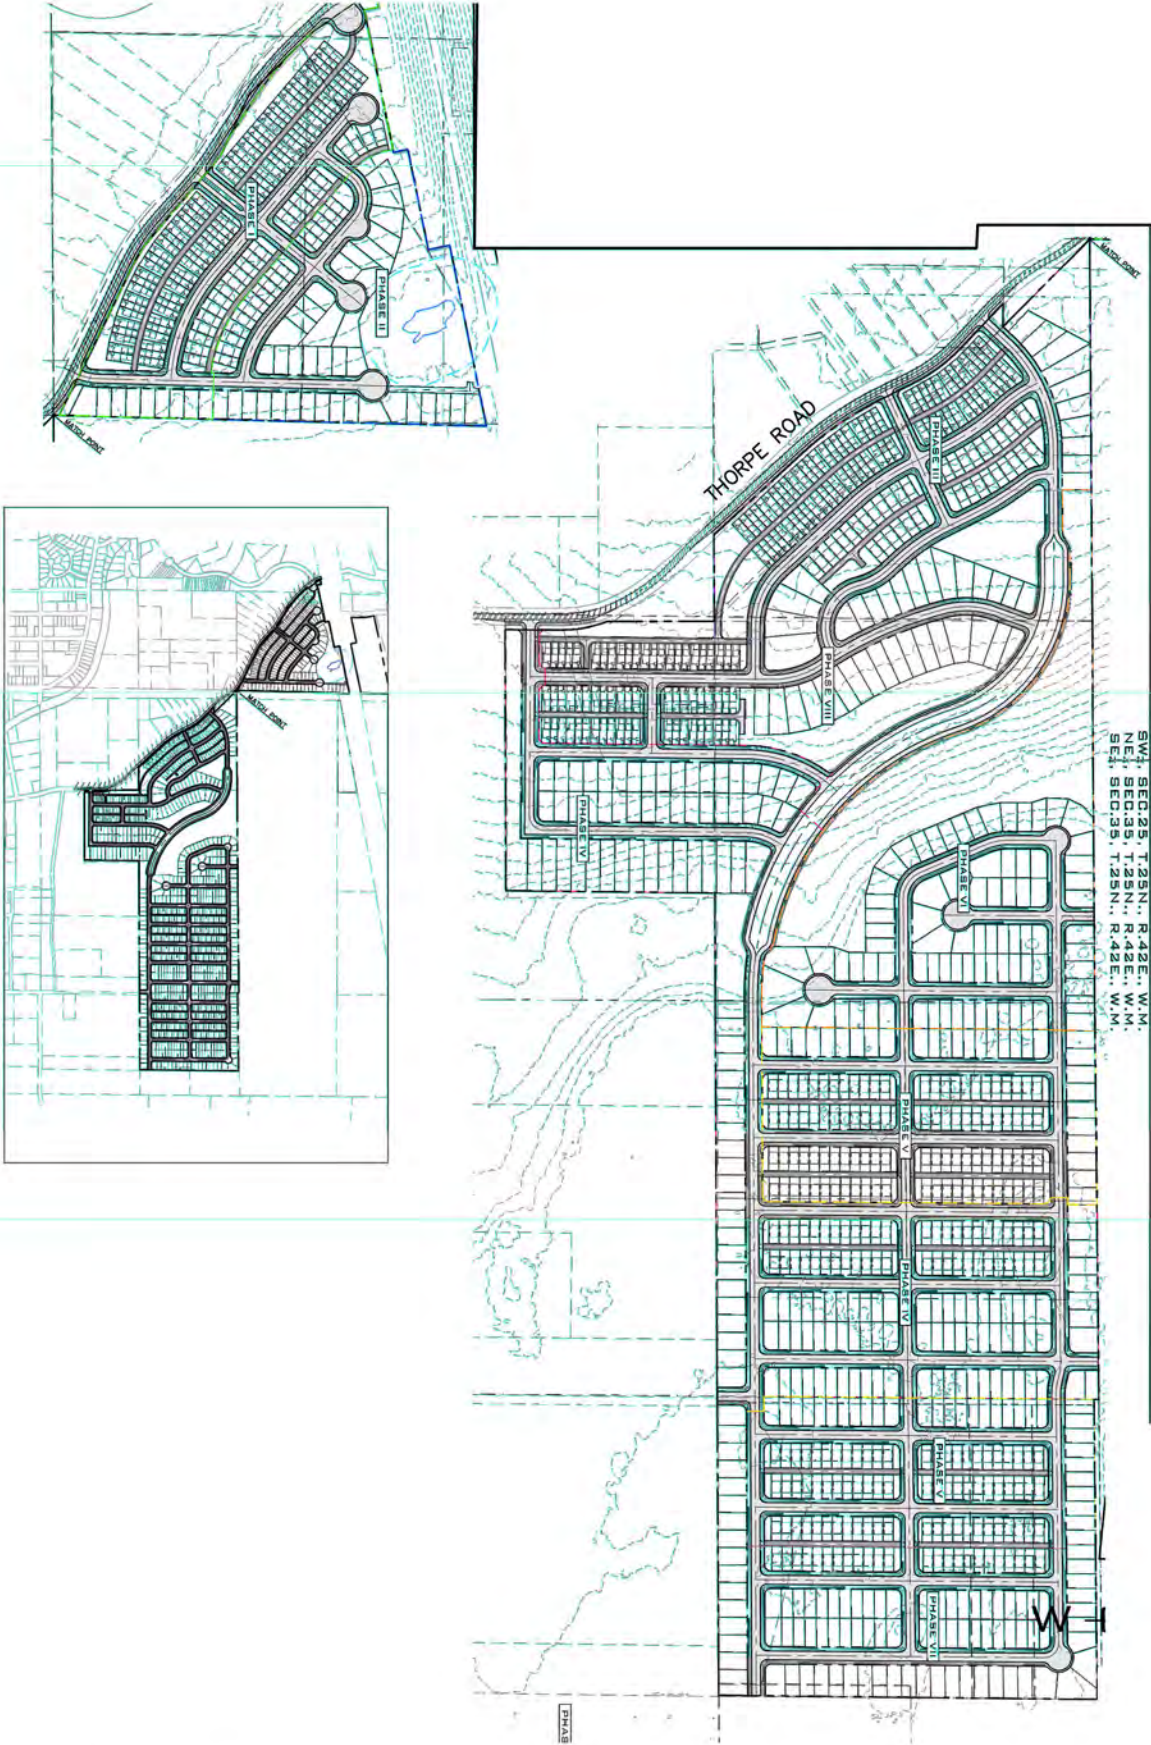 PHASE I
PHASE II
MATCH POINT
MATCH POINT
THORPE ROAD
PHASE III
PHASE VIII
PHASE IV
PHASE VI
SW¼, SEC.25, T.25N., R.42E., W.M.
NE¼, SEC.35, T.25N., R.42E., W.M.
SE¼, SEC.35, T.25N., R.42E., W.M.
MATCH POINT
PHASE V
PHASE IV
PHASE V
PHASE VII
W
PHAS